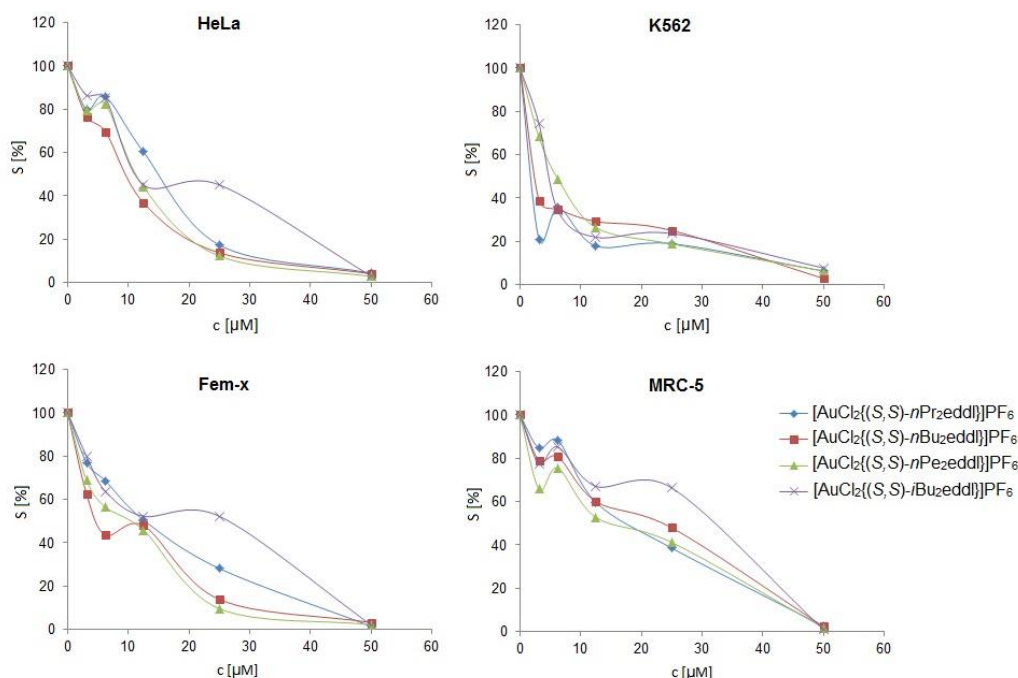 HeLa
120
100
80
60
40
20
0
S [%]
0 10 20 30 40 50 60
c [µM]
K562
120
100
80
60
40
20
0
S [%]
0 10 20 30 40 50 60
c [µM]
Fem-x
120
100
80
60
40
20
0
S [%]
0 10 20 30 40 50 60
c [µM]
MRC-5
120
100
80
60
40
20
0
S [%]
0 10 20 30 40 50 60
c [µM]
[AuCl₂{(S,S)-nPr₂eddl}]PF₆
[AuCl₂{(S,S)-nBu₂eddl}]PF₆
[AuCl₂{(S,S)-nPe₂eddl}]PF₆
[AuCl₂{(S,S)-iBu₂eddl}]PF₆